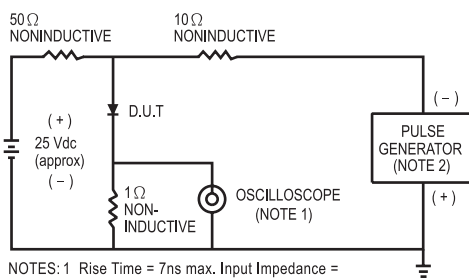 50Ω
NONINDUCTIVE
10Ω
NONINDUCTIVE
(+)
25 Vdc
(approx)
(−)
D.U.T
1Ω
NON-
INDUCTIVE
OSCILLOSCOPE
(NOTE 1)
(−)
PULSE
GENERATOR
(NOTE 2)
(+)
NOTES: 1 Rise Time = 7ns max. Input Impedance =